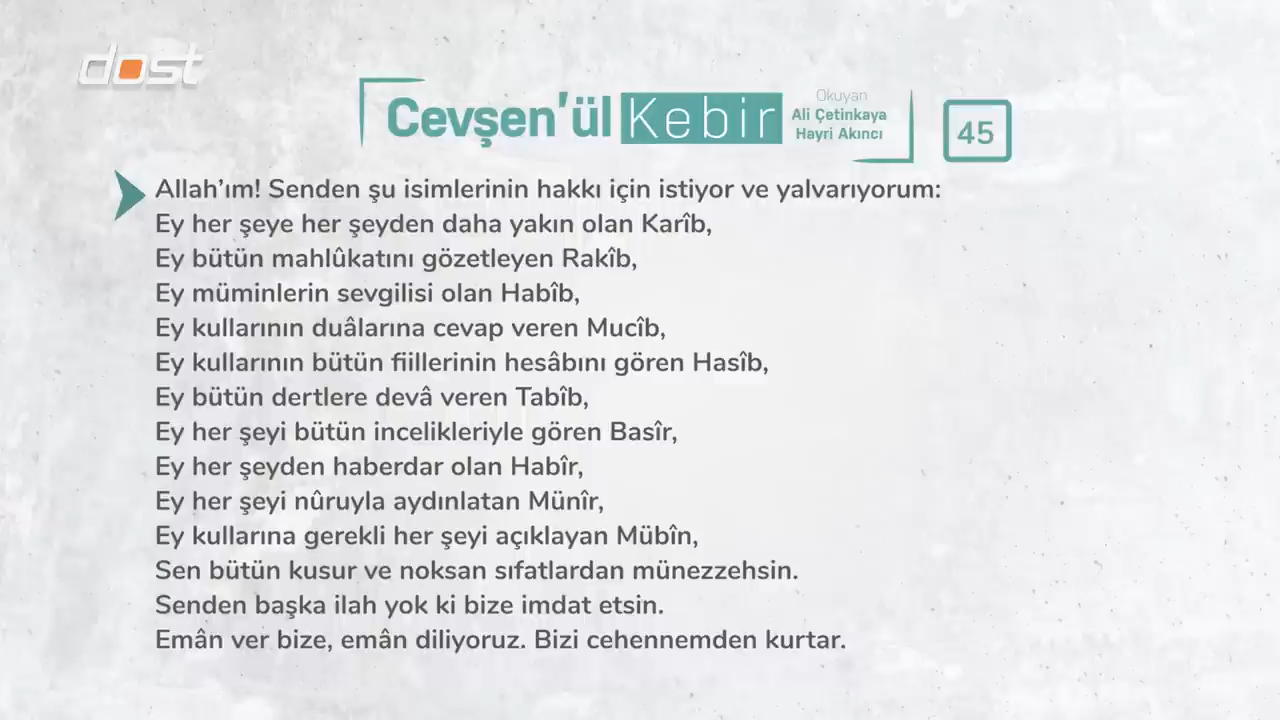 dost
Cevşen'ül Kebir
Okuyan
Ali Çetinkaya
Hayri Akıncı
45
Allah'ım! Senden şu isimlerinin hakkı için istiyor ve yalvarıyorum:
Ey her şeye her şeyden daha yakın olan Karîb,
Ey bütün mahlûkatını gözetleyen Rakîb,
Ey müminlerin sevgilisi olan Habîb,
Ey kullarının duâlarına cevap veren Mucîb,
Ey kullarının bütün fiillerinin hesâbını gören Hasîb,
Ey bütün dertlere devâ veren Tabîb,
Ey her şeyi bütün incelikleriyle gören Basîr,
Ey her şeyden haberdar olan Habîr,
Ey her şeyi nûruyla aydınlatan Münîr,
Ey kullarına gerekli her şeyi açıklayan Mübîn,
Sen bütün kusur ve noksan sıfatlardan münezzehsin.
Senden başka ilah yok ki bize imdat etsin.
Emân ver bize, emân diliyoruz. Bizi cehennemden kurtar.